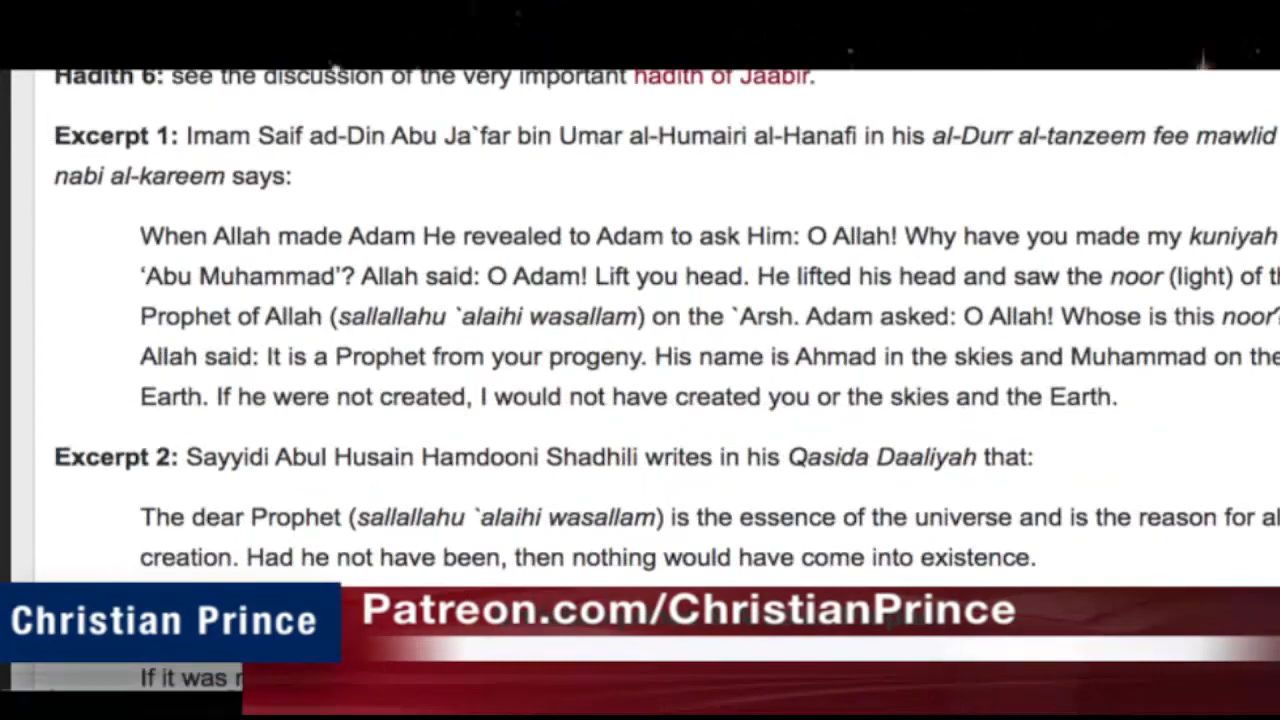 Hadith 6: see the discussion of the very important hadith of Jaabir.
Excerpt 1: Imam Saif ad-Din Abu Ja`far bin Umar al-Humairi al-Hanafi in his al-Durr al-tanzeem fee mawlid
nabi al-kareem says:
When Allah made Adam He revealed to Adam to ask Him: O Allah! Why have you made my kuniyah
‘Abu Muhammad’? Allah said: O Adam! Lift you head. He lifted his head and saw the noor (light) of
Prophet of Allah (sallallahu `alaihi wasallam) on the `Arsh. Adam asked: O Allah! Whose is this noor?
Allah said: It is a Prophet from your progeny. His name is Ahmad in the skies and Muhammad on the
Earth. If he were not created, I would not have created you or the skies and the Earth.
Excerpt 2: Sayyidi Abul Husain Hamdooni Shadhili writes in his Qasida Daaliyah that:
The dear Prophet (sallallahu `alaihi wasallam) is the essence of the universe and is the reason for
creation. Had he not have been, then nothing would have come into existence.
Christian Prince
Patreon.com/ChristianPrince
If it was